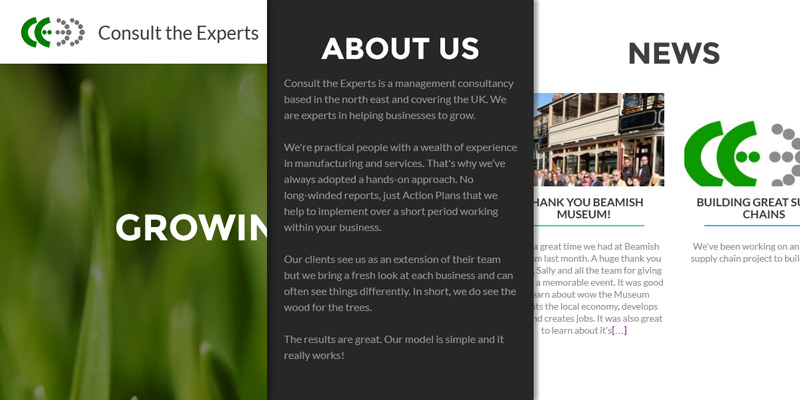 Consult the Experts
GROWIN
ABOUT US
Consult the Experts is a management consultancy
based in the north east and covering the UK. We
are experts in helping businesses to grow.
We're practical people with a wealth of experience
in manufacturing and services. That's why we've
always adopted a hands-on approach. No
long-winded reports, just Action Plans that we
help to implement over a short period working
within your business.
Our clients see us as an extension of their team
but we bring a fresh look at each business and can
often see things differently. In short, we do see the
wood for the trees.
The results are great. Our model is simple and it
really works!
NEWS
HANK YOU BEAMISH
MUSEUM!
a great time we had at Beamish
m last month. A huge thank you
Sally and all the team for giving
a memorable event. It was good
earn about wow the Museum
ts the local economy, develops
nd creates jobs. It was also great
to learn about it's[…]
BUILDING GREAT SU
CHAINS
We've been working on an
supply chain project to buil